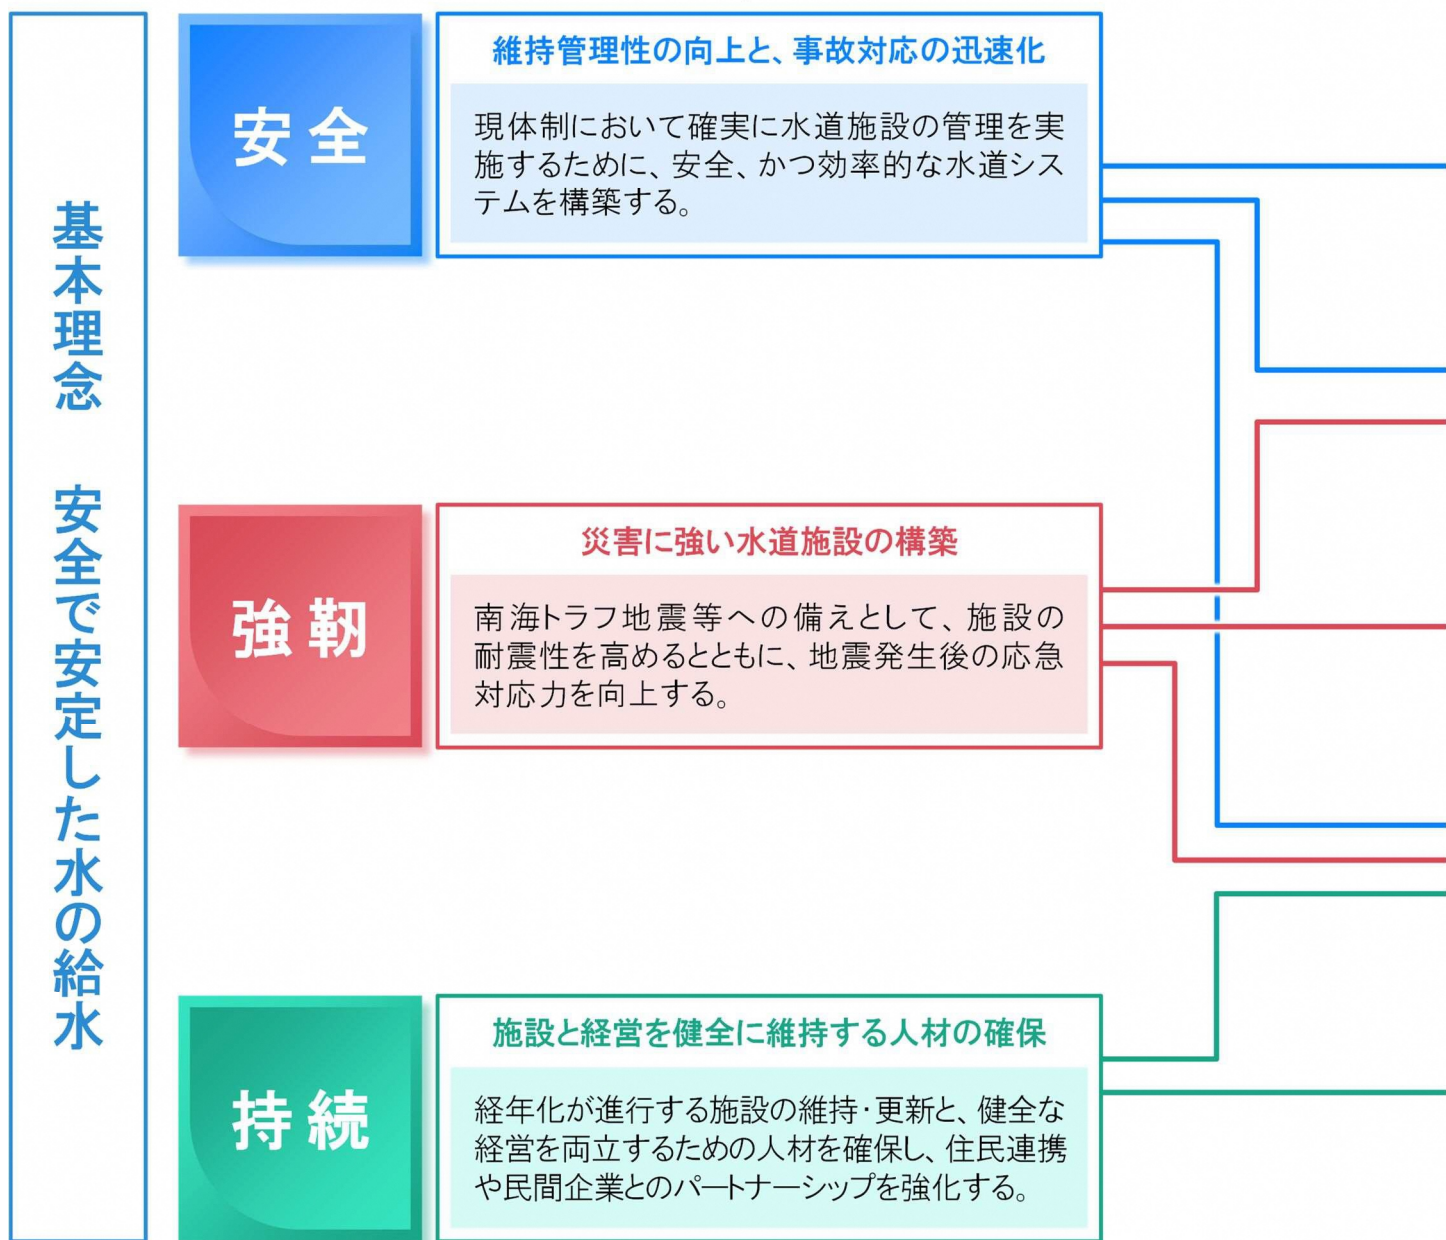 基本理念　安全で安定した水の給水
安全
維持管理性の向上と、事故対応の迅速化
現体制において確実に水道施設の管理を実
施するために、安全、かつ効率的な水道シス
テムを構築する。
強靭
災害に強い水道施設の構築
南海トラフ地震等への備えとして、施設の
耐震性を高めるとともに、地震発生後の応急
対応力を向上する。
持続
施設と経営を健全に維持する人材の確保
経年化が進行する施設の維持・更新と、健全な
経営を両立するための人材を確保し、住民連携
や民間企業とのパートナーシップを強化する。